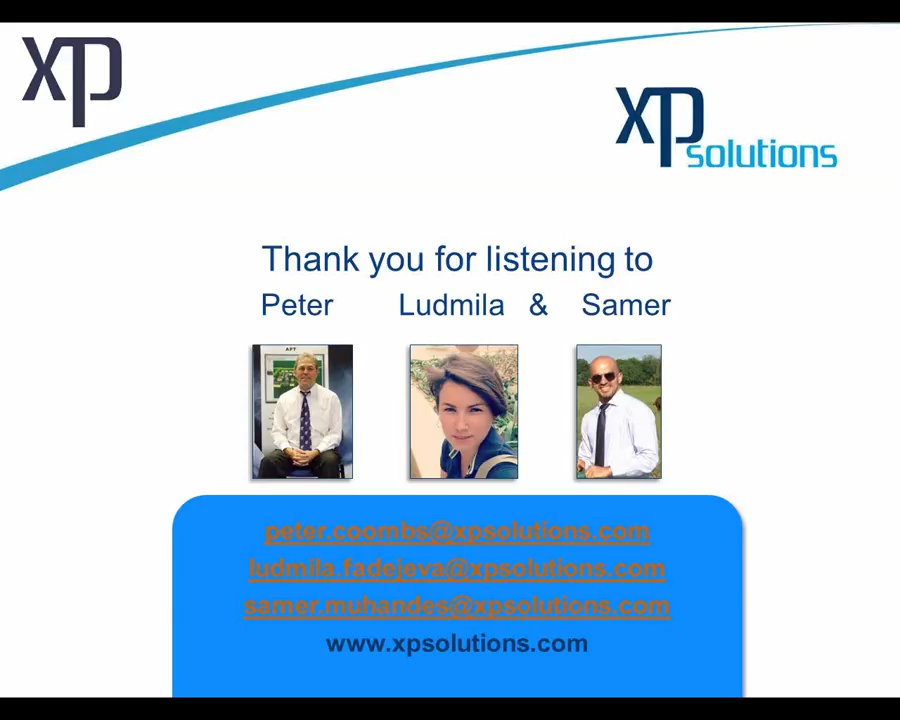 xp
xp solutions
Thank you for listening to
Peter Ludmila & Samer
AFT
peter.coombs@xpsolutions.com
ludmila.fadejeva@xpsolutions.com
samer.muhandes@xpsolutions.com
www.xpsolutions.com